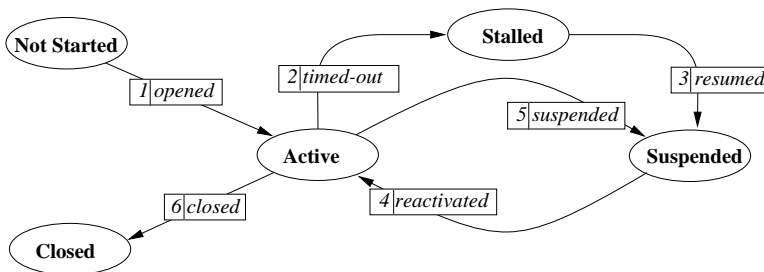 Not Started
Stalled
1 opened
2 timed-out
3 resumed
5 suspended
Active
Suspended
4 reactivated
6 closed
Closed